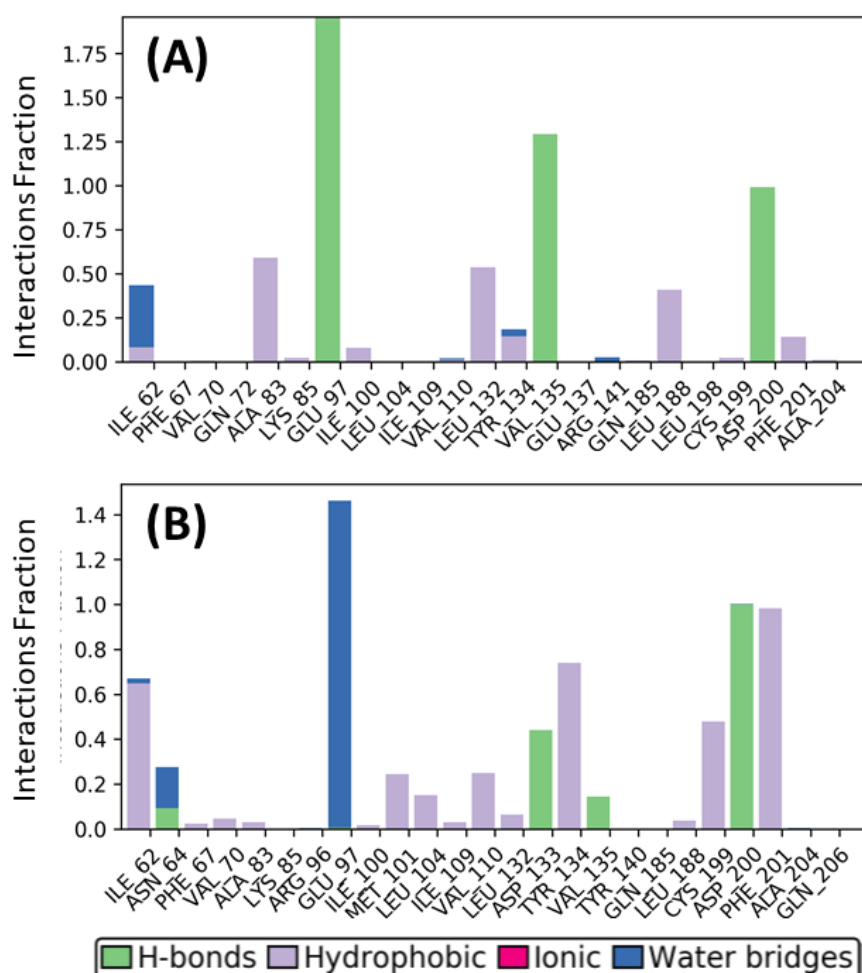 (A)
Interactions Fraction
1.75
1.50
1.25
1.00
0.75
0.50
0.25
0.00
ILE_62
PHE_67
VAL_70
GLN_72
ALA_83
LYS_85
GLU_97
ILE_100
LEU_104
ILE_109
VAL_110
LEU_132
TYR_134
VAL_135
GLU_137
ARG_141
GLN_185
LEU_188
LEU_198
CYS_199
ASP_200
PHE_201
ALA_204
(B)
Interactions Fraction
1.4
1.2
1.0
0.8
0.6
0.4
0.2
0.0
ILE_62
ASN_64
PHE_67
VAL_70
ALA_83
LYS_85
ARG_96
GLU_97
ILE_100
MET_101
LEU_104
ILE_109
VAL_110
LEU_132
ASP_133
TYR_134
VAL_135
TYR_140
GLN_185
LEU_188
CYS_199
ASP_200
PHE_201
ALA_204
GLN_206
H-bonds Hydrophobic Ionic Water bridges